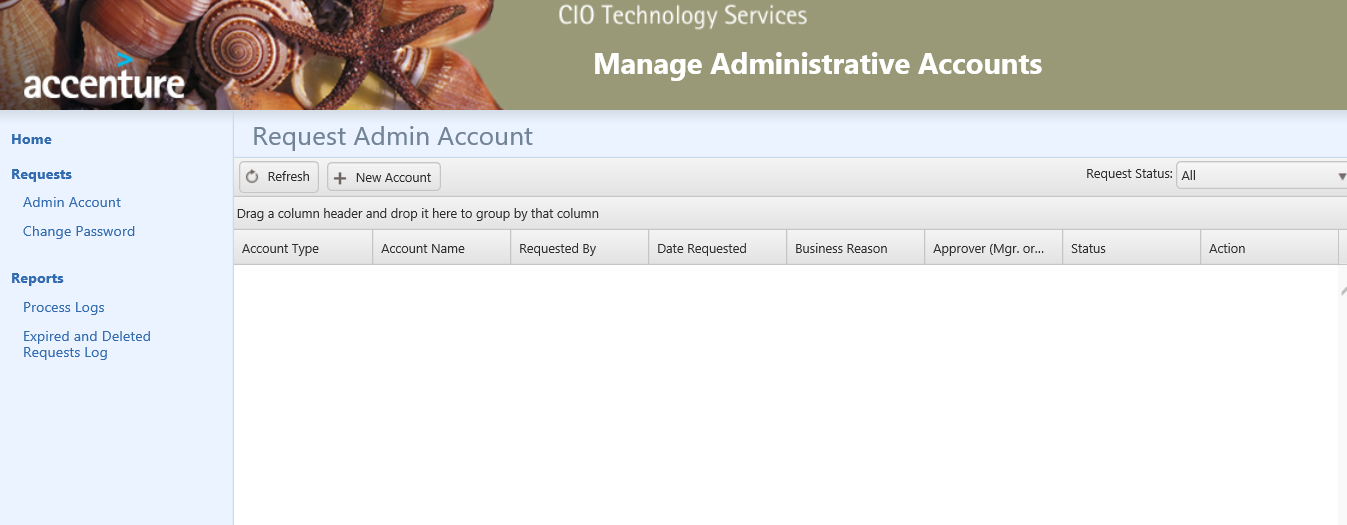 CIO Technology Services
Manage Administrative Accounts
>
accenture
Home
Requests
Admin Account
Change Password
Reports
Process Logs
Expired and Deleted
Requests Log
Request Admin Account
Refresh
New Account
Request Status: All
Drag a column header and drop it here to group by that column
Account Type Account Name Requested By Date Requested Business Reason Approver (Mgr. or... Status Action